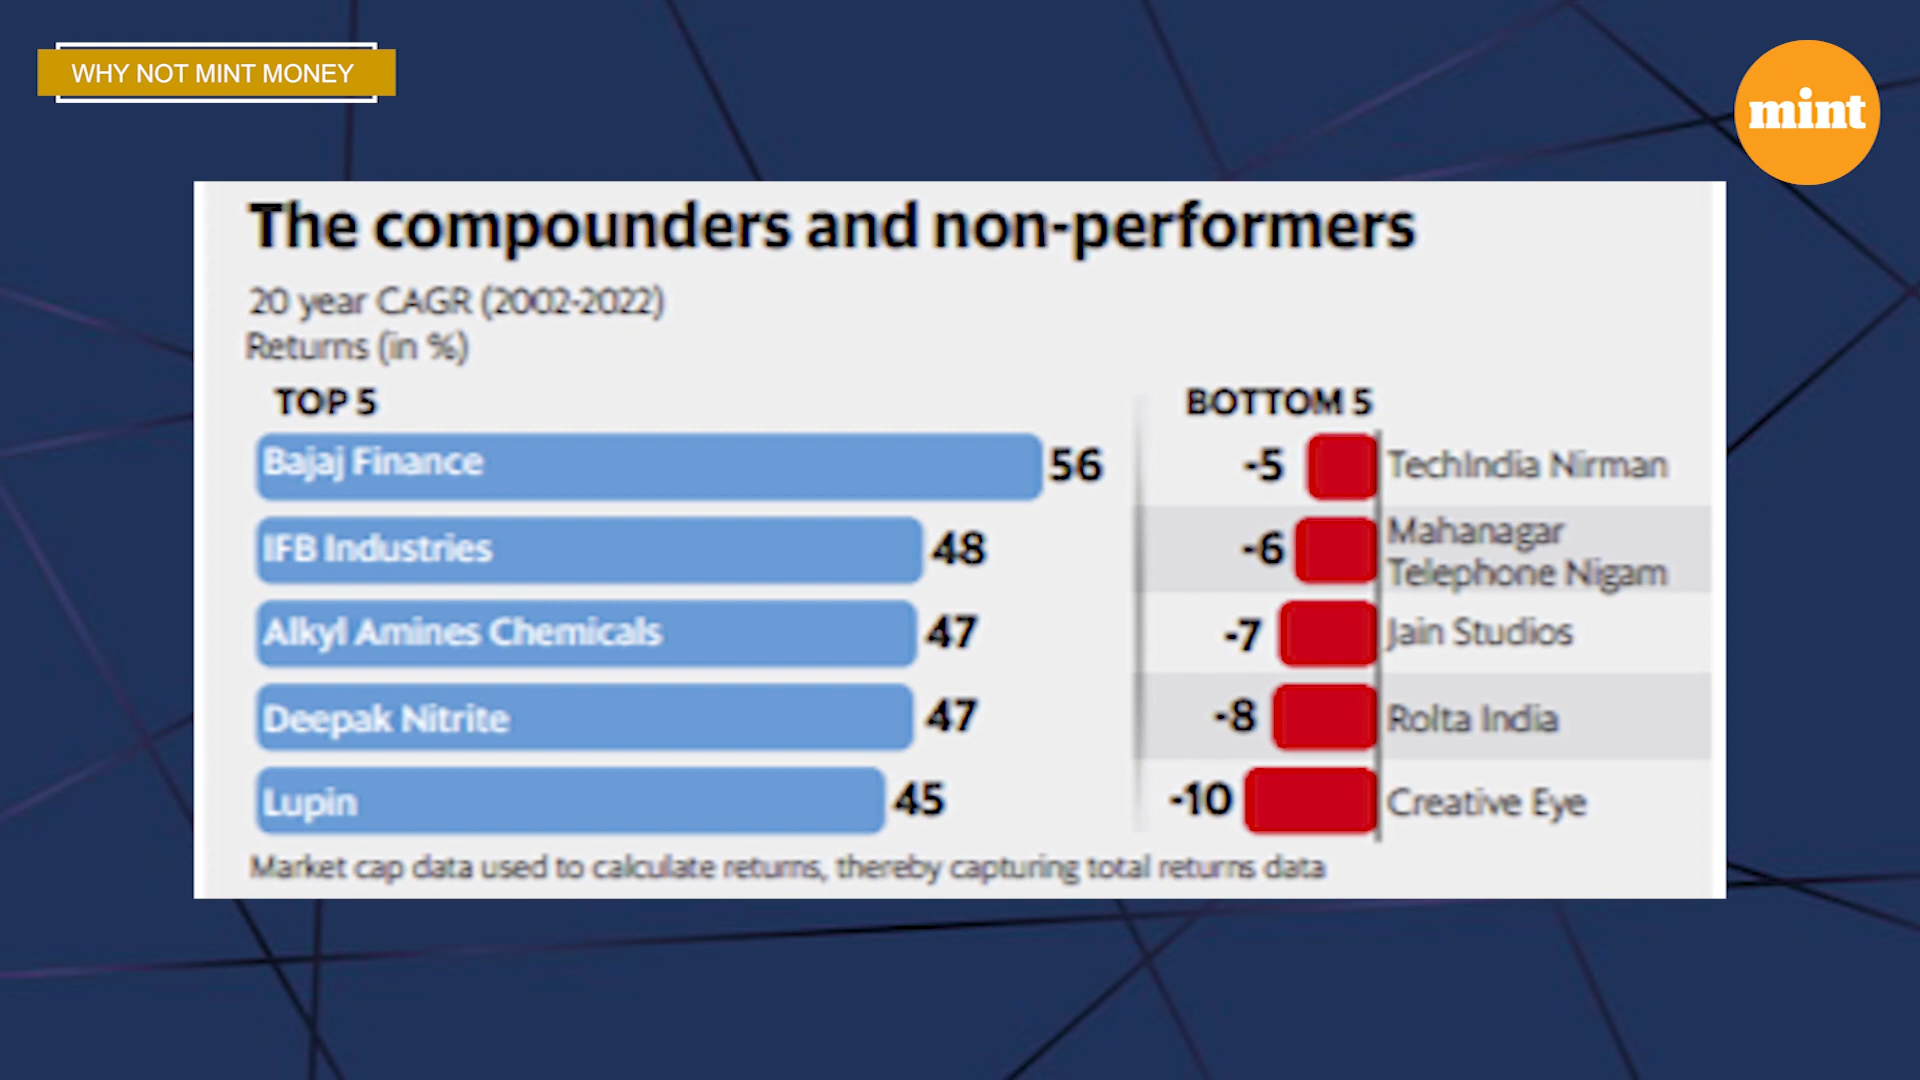 WHY NOT MINT MONEY
mint
The compounders and non-performers
20 year CAGR (2002-2022)
Returns (in %)
TOP 5
Bajaj Finance 56
IFB Industries 48
Alkyl Amines Chemicals 47
Deepak Nitrite 47
Lupin 45
BOTTOM 5
-5 TechIndia Nirman
-6 Mahanagar
Telephone Nigam
-7 Jain Studios
-8 Rolta India
-10 Creative Eye
Market cap data used to calculate returns, thereby capturing total returns data